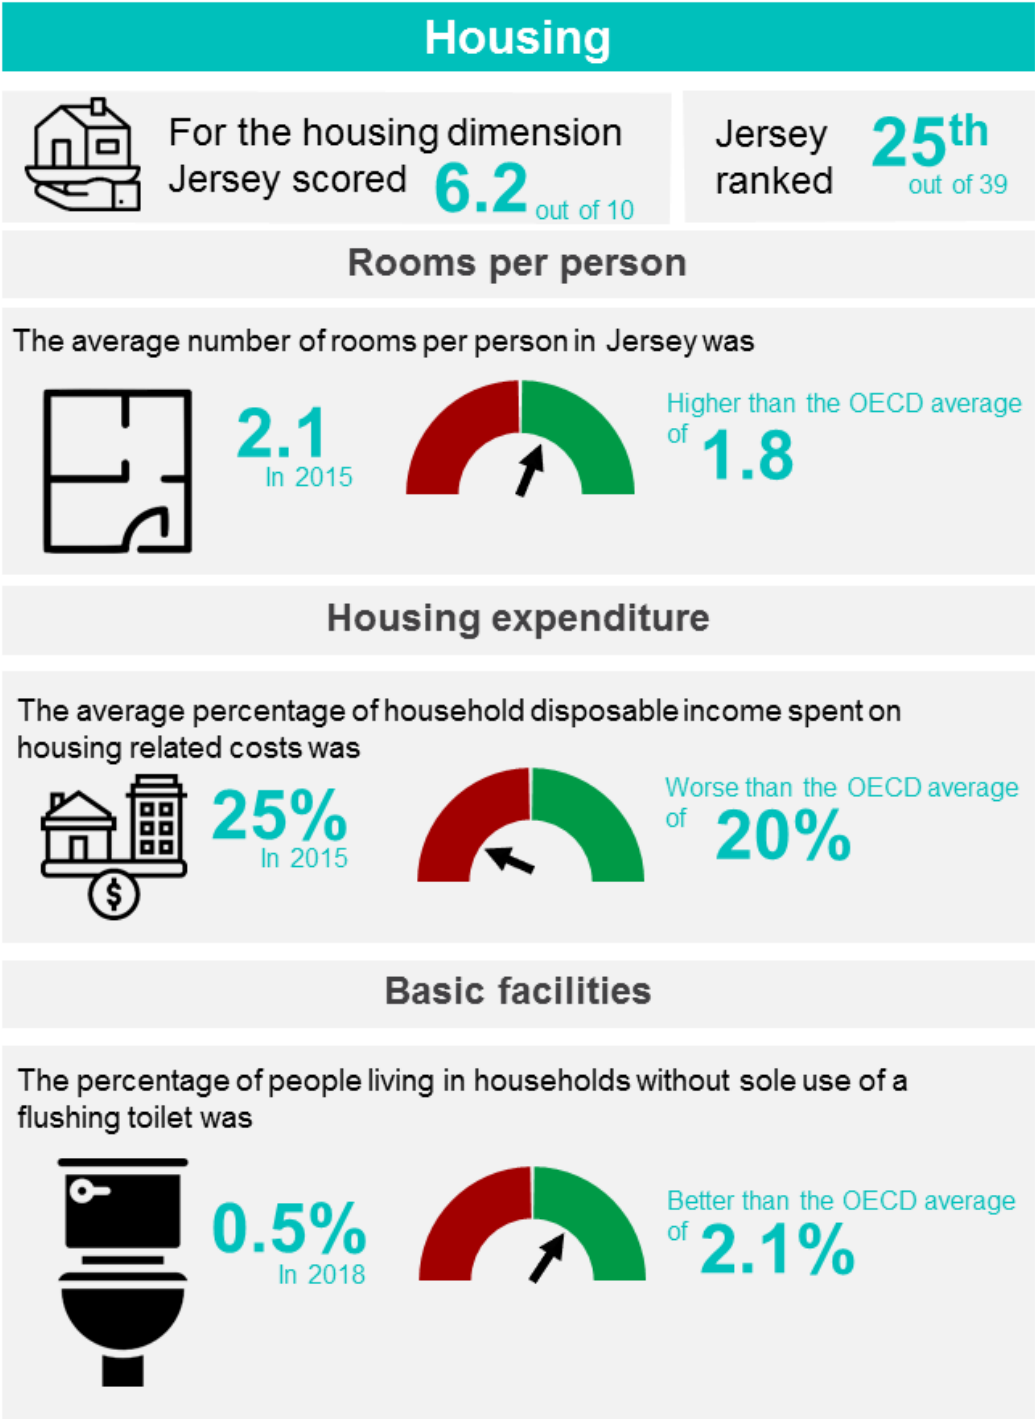 Housing
For the housing dimension
Jersey scored 6.2 out of 10
Jersey 25th
ranked out of 39
Rooms per person
The average number of rooms per person in Jersey was
2.1
In 2015
Higher than the OECD average
of 1.8
Housing expenditure
The average percentage of household disposable income spent on
housing related costs was
25%
In 2015
$
Worse than the OECD average
of 20%
Basic facilities
The percentage of people living in households without sole use of a
flushing toilet was
0.5%
In 2018
Better than the OECD average
of 2.1%